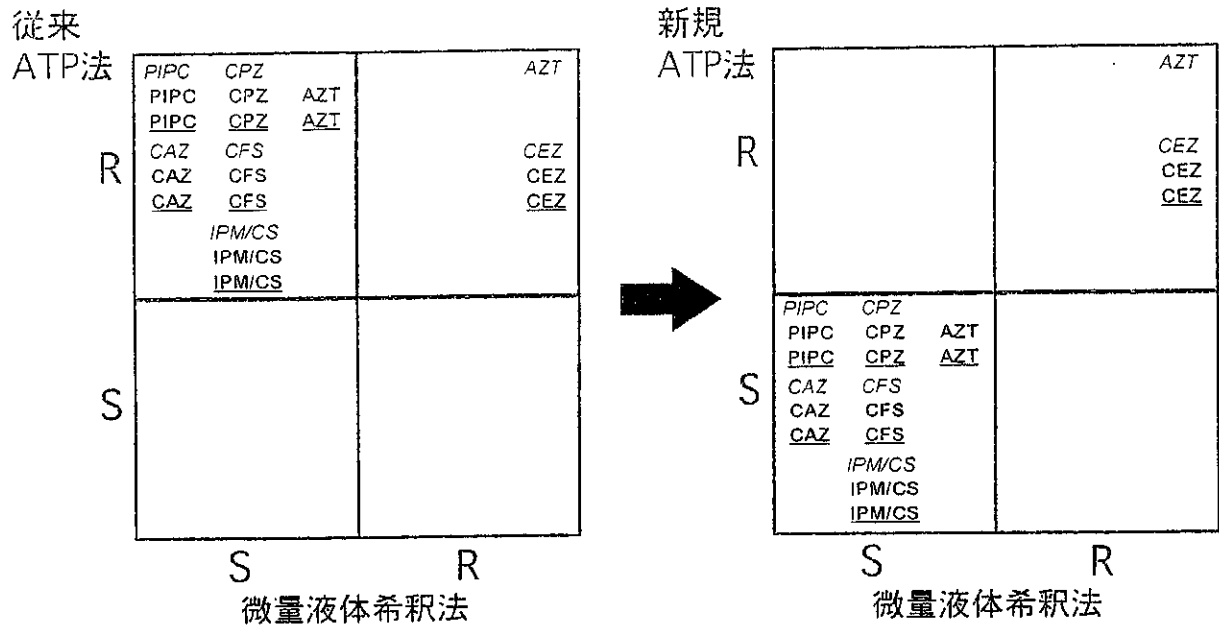 従来
ATP法
PIPC CPZ AZT
PIPC CPZ AZT
PIPC CPZ AZT
R
CAZ CFS CEZ
CAZ CFS CEZ
CAZ CFS CEZ
IPM/CS
IPM/CS
IPM/CS
S
S R
微量液体希釈法
新規
ATP法
AZT
R
CEZ
CEZ
CEZ
PIPC CPZ
PIPC CPZ AZT
PIPC CPZ AZT
S
CAZ CFS
CAZ CFS
CAZ CFS
IPM/CS
IPM/CS
IPM/CS
S R
微量液体希釈法